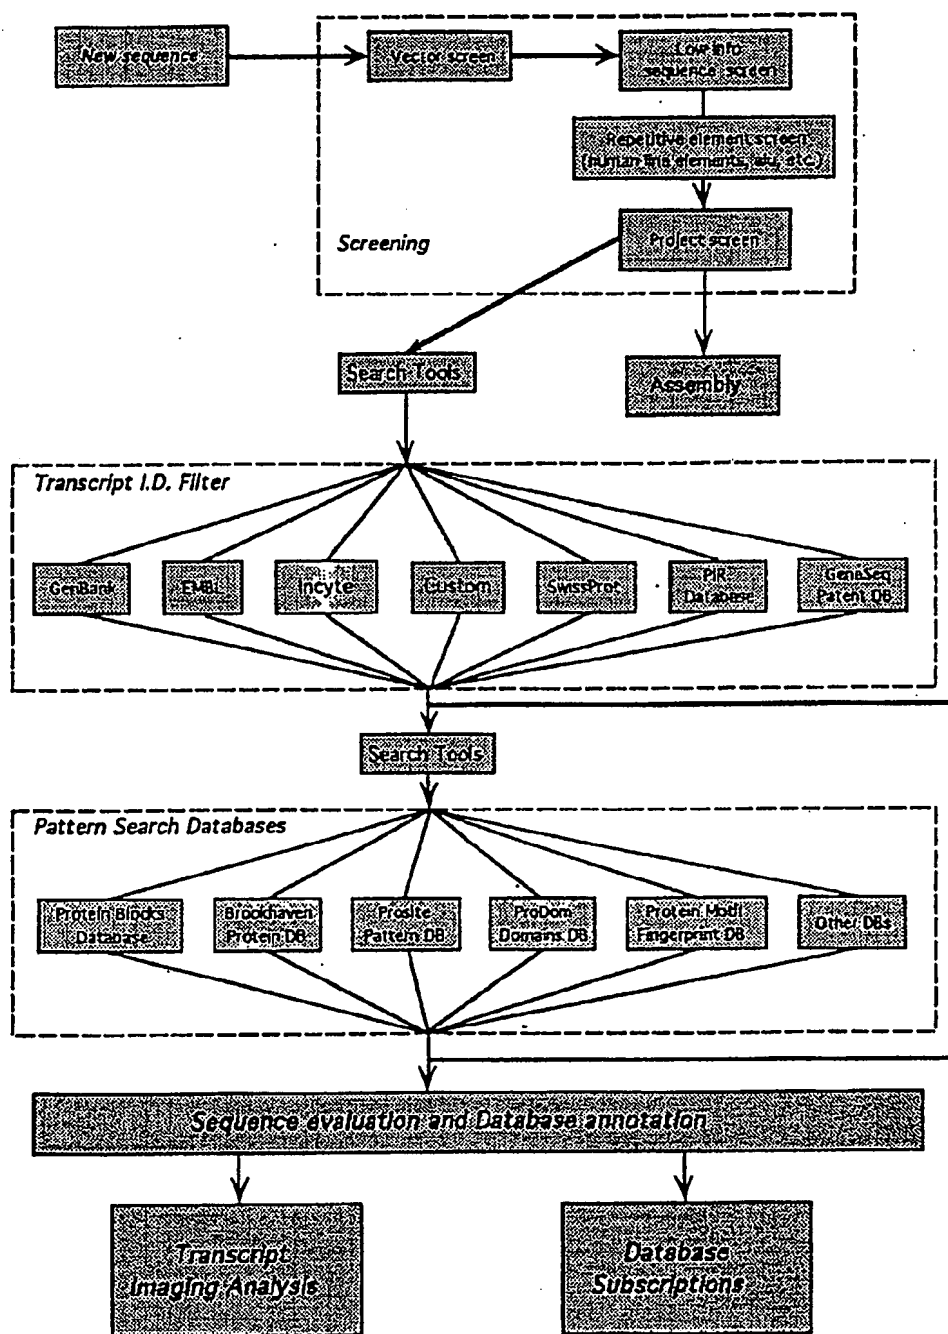 New sequence
Vector screen
Low info
sequence screen
Repetitive element screen
(human line elements, alu, etc.)
Project screen
Screening
Search Tools
Assembly
Transcript I.D. Filter
GenBank
EMBL
Incyte
Custom
SwissProt
PIR
Database
GeneSeq
Patent DB
Search Tools
Pattern Search Databases
Protein Blocks
Database
Brookhaven
Protein DB
Prosite
Pattern DB
ProDom
Domains DB
Protein Motif
Fingerprint DB
Other DBs
Sequence evaluation and Database annotation
Transcript
Imaging Analysis
Database
Subscriptions